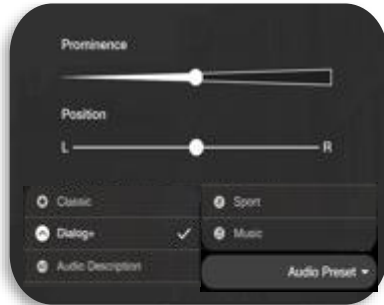 Prominence
Position
L R
Classic
Dialog+
Audio Description
Sport
Music
Audio Preset